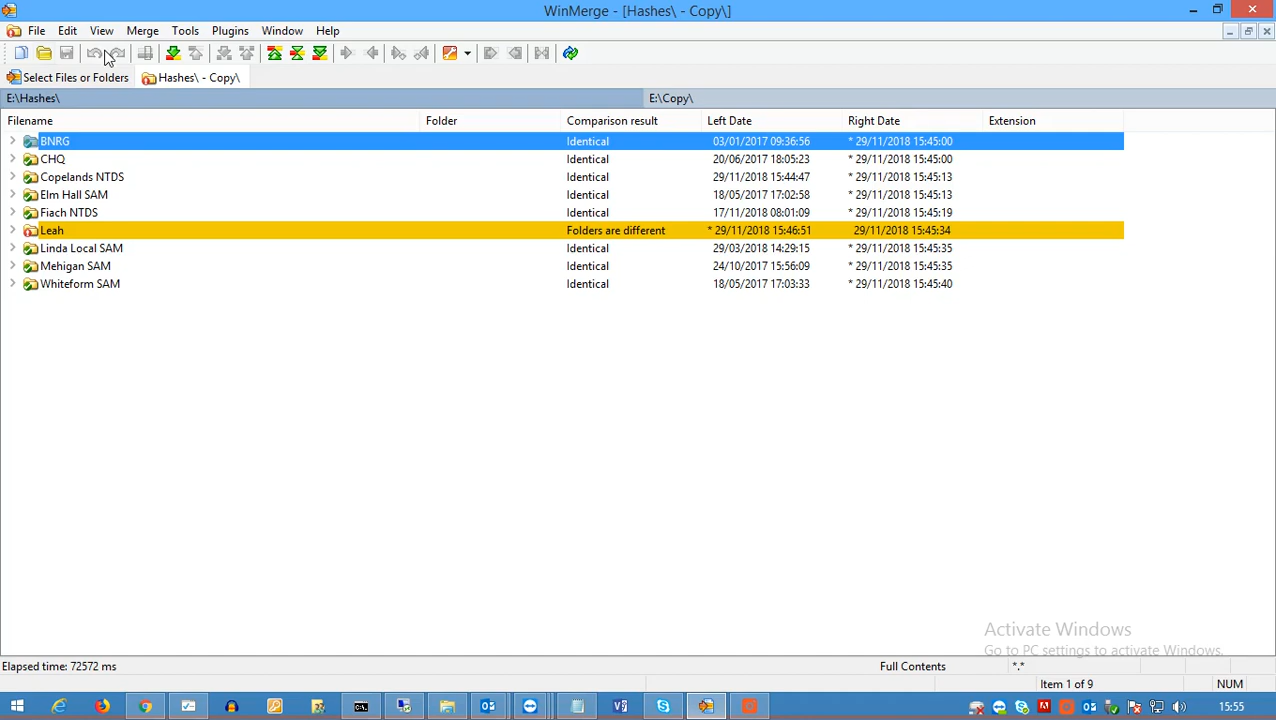 WinMerge - [Hashes\ - Copy\]
File Edit View Merge Tools Plugins Window Help
Select Files or Folders Hashes\ - Copy\
E:\Hashes\ E:\Copy\
Filename Folder Comparison result Left Date Right Date Extension
BNRG Identical 03/01/2017 09:36:56 * 29/11/2018 15:45:00
CHQ Identical 20/06/2017 18:05:23 * 29/11/2018 15:45:00
Copelands NTDS Identical 29/11/2018 15:44:47 * 29/11/2018 15:45:13
Elm Hall SAM Identical 18/05/2017 17:02:58 * 29/11/2018 15:45:13
Fiach NTDS Identical 17/11/2018 08:01:09 * 29/11/2018 15:45:19
Leah Folders are different * 29/11/2018 15:46:51 29/11/2018 15:45:34
Linda Local SAM Identical 29/03/2018 14:29:15 * 29/11/2018 15:45:35
Mehigan SAM Identical 24/10/2017 15:56:09 * 29/11/2018 15:45:35
Whiteform SAM Identical 18/05/2017 17:03:33 * 29/11/2018 15:45:40
Activate Windows
Go to PC settings to activate Windows.
Elapsed time: 72572 ms Full Contents *.*
Item 1 of 9 NUM
15:55